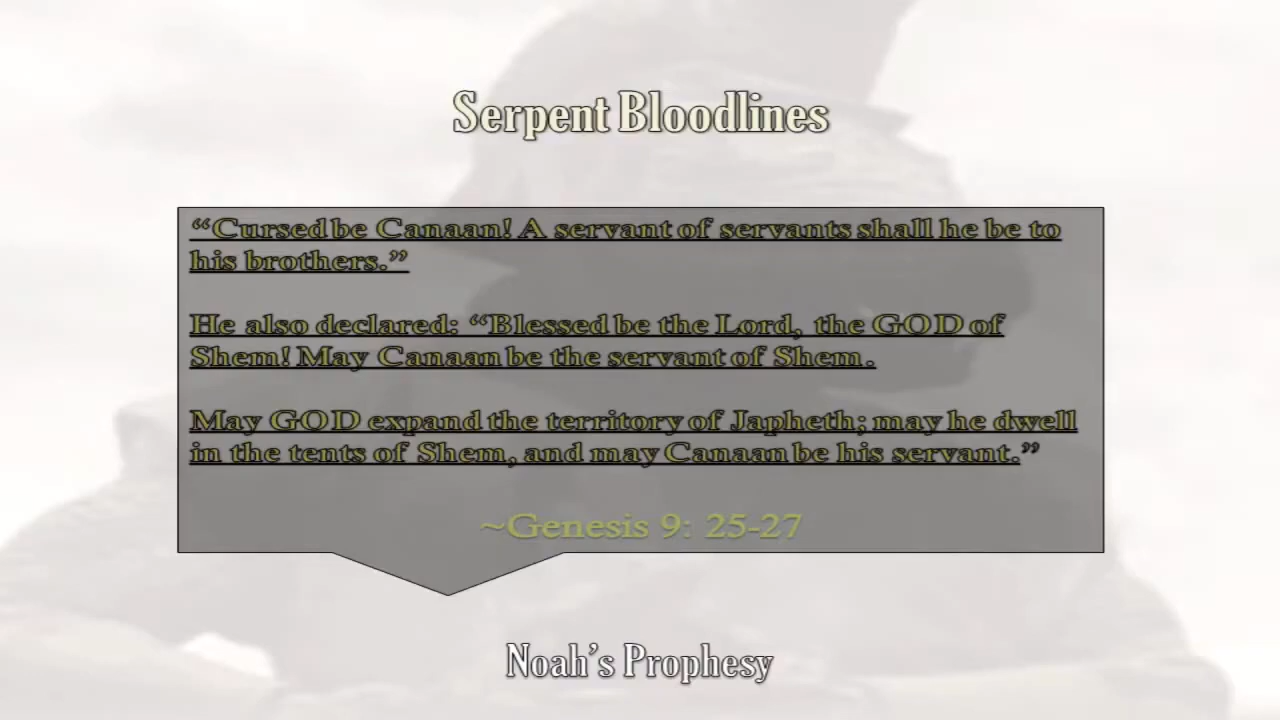 Serpent Bloodlines
“Cursed be Canaan! A servant of servants shall he be to
his brothers.”
He also declared: “Blessed be the Lord, the GOD of
Shem! May Canaan be the servant of Shem.
May GOD expand the territory of Japheth; may he dwell
in the tents of Shem, and may Canaan be his servant.”
~Genesis 9: 25-27
Noah’s Prophesy